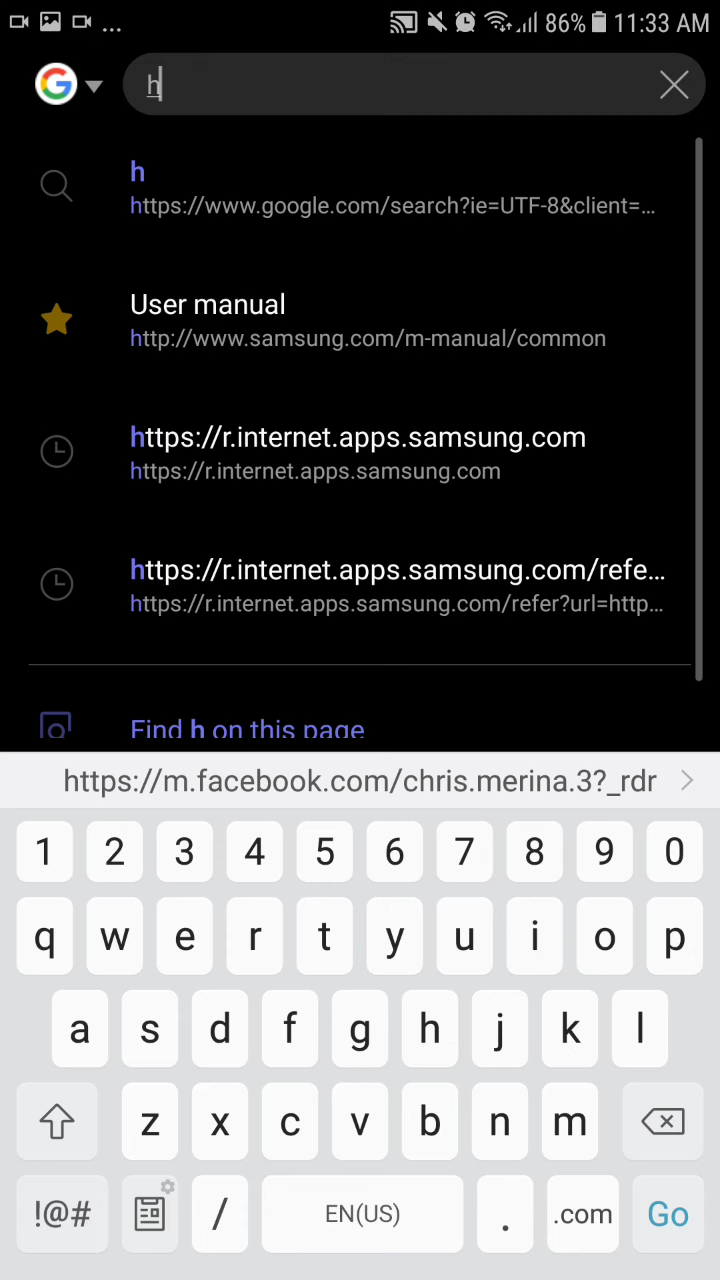 ... 86% 11:33 AM
h
h
https://www.google.com/search?ie=UTF-8&client=...
User manual
http://www.samsung.com/m-manual/common
https://r.internet.apps.samsung.com
https://r.internet.apps.samsung.com
https://r.internet.apps.samsung.com/refe...
https://r.internet.apps.samsung.com/refer?url=http...
Find h on this page
https://m.facebook.com/chris.merina.3?_rdr
1 2 3 4 5 6 7 8 9 0
q w e r t y u i o p
a s d f g h j k l
z x c v b n m
!@# / EN(US) . .com Go